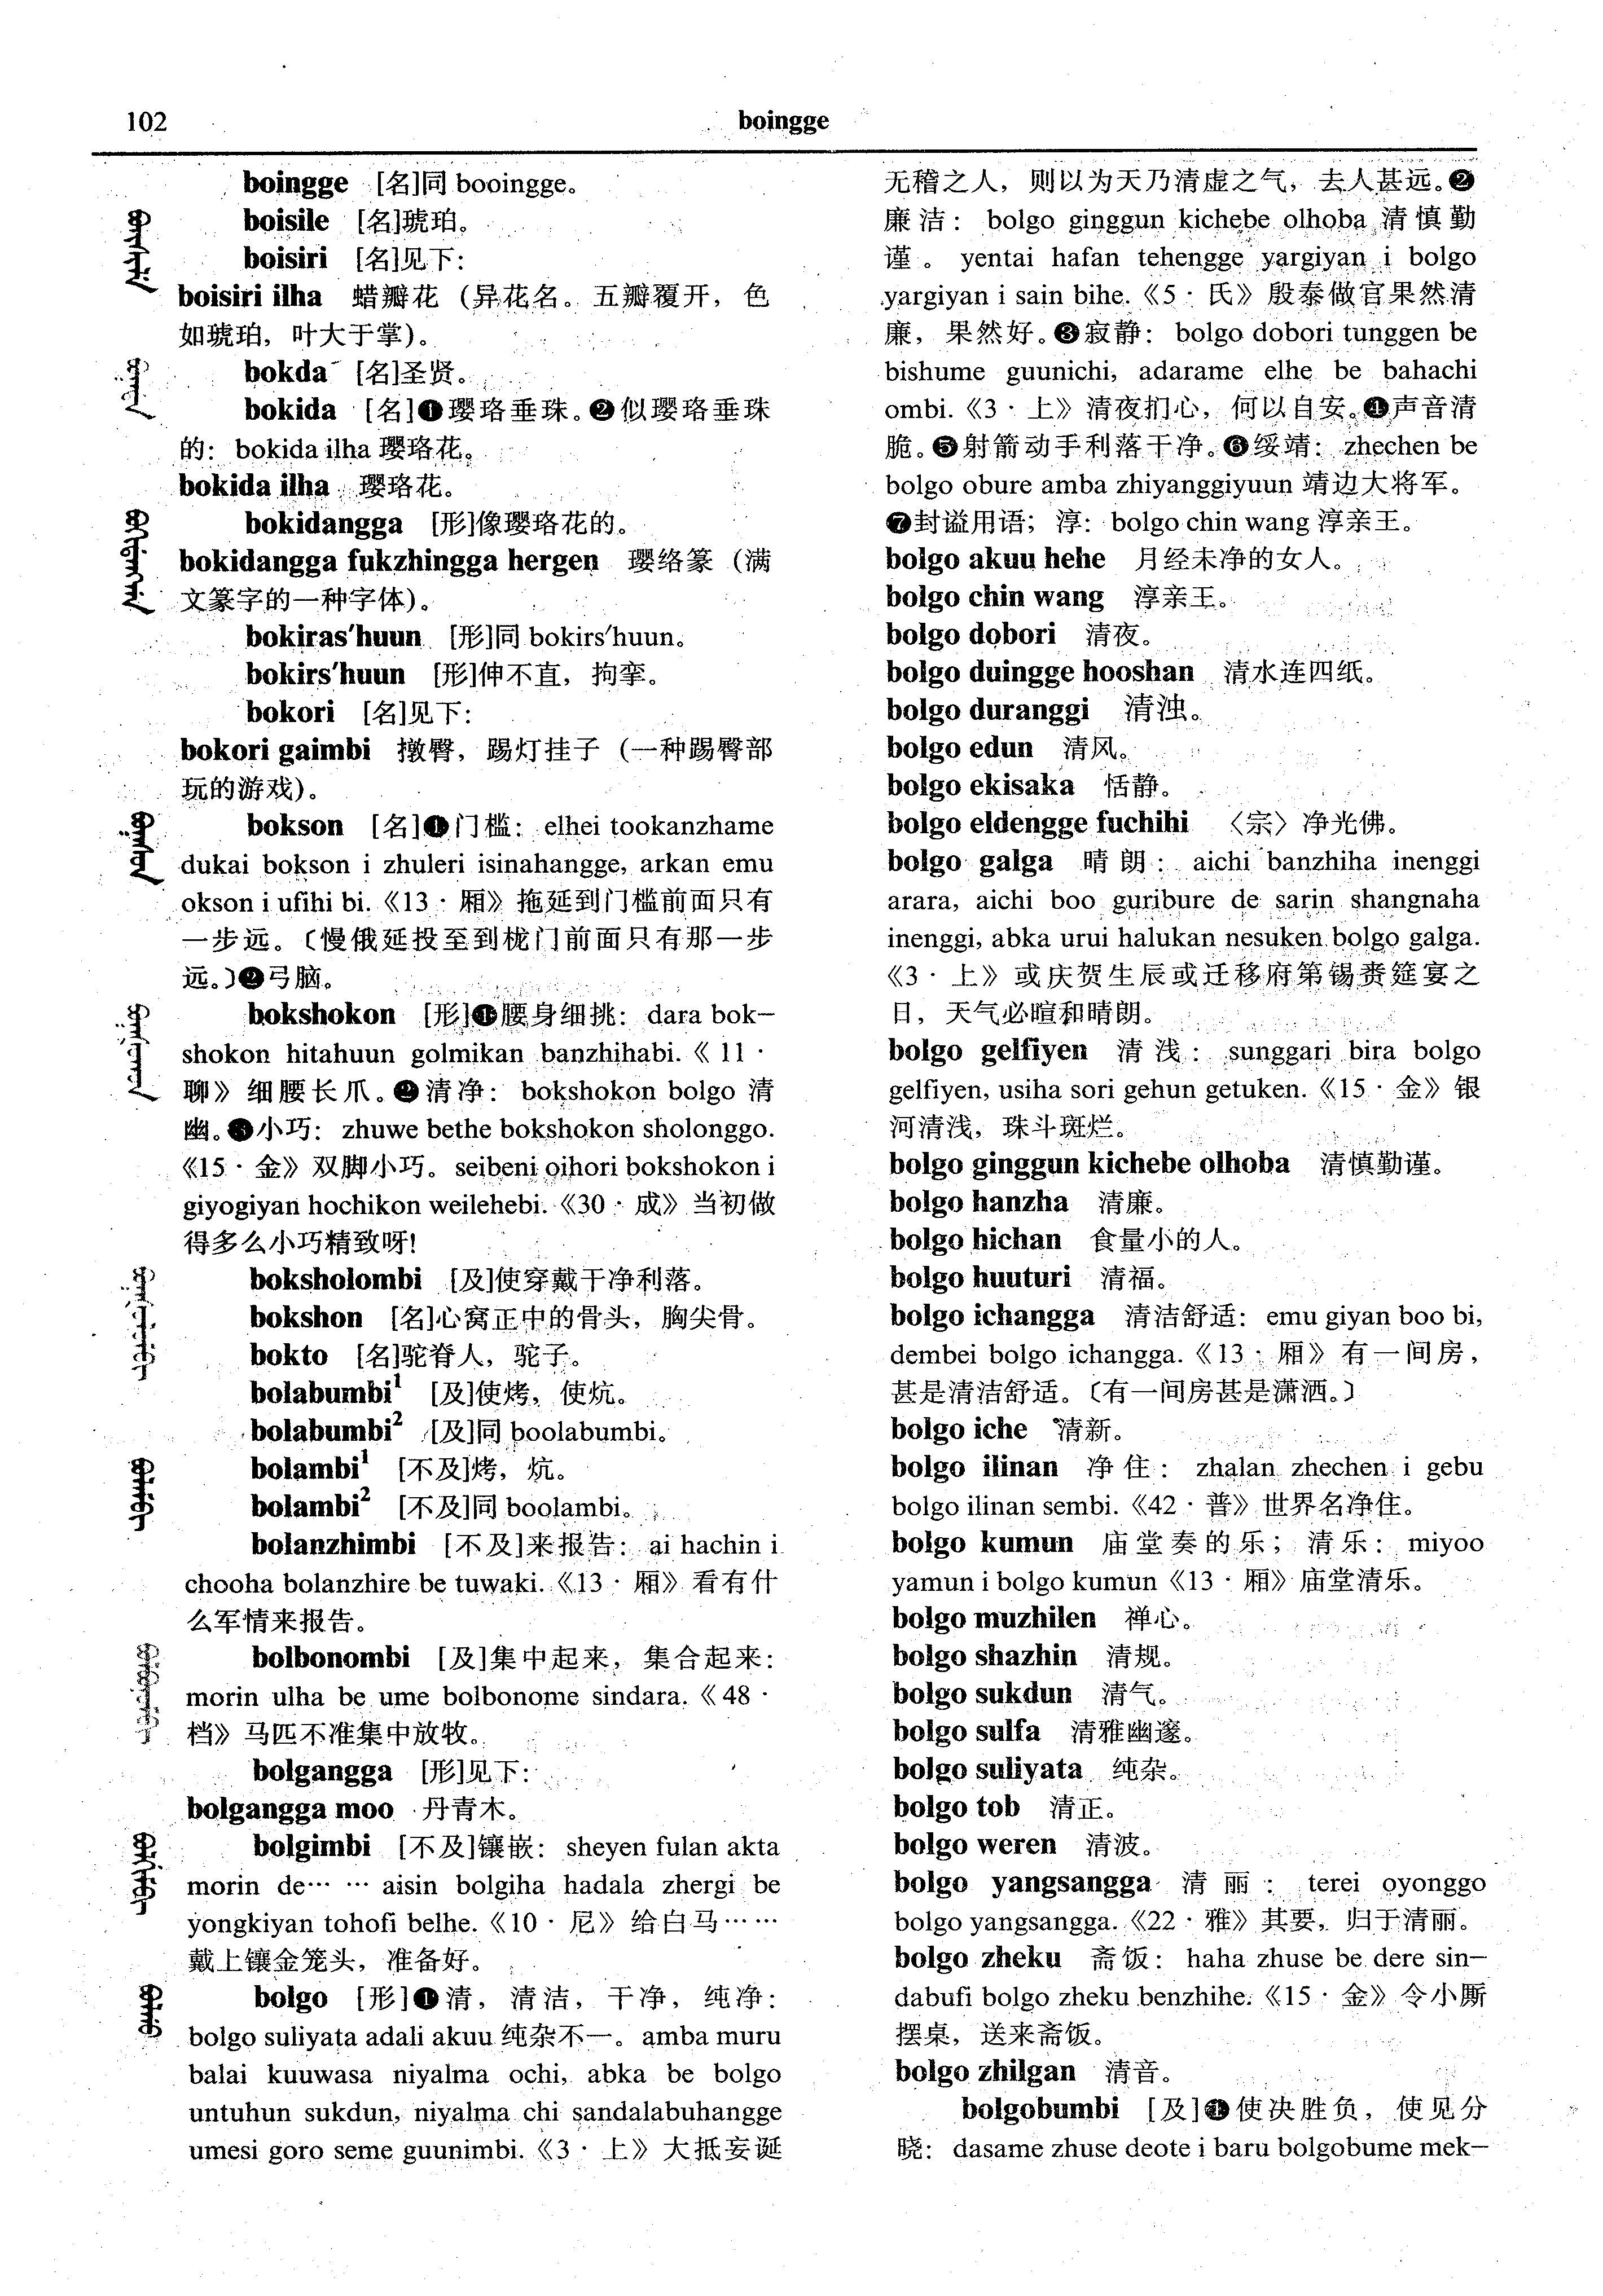 102
boingge
boingge [名]同 booingge。
boisile [名]琥珀。
boisiri [名]见下:
boisiri ilha 蜡瓣花（异花名。五瓣覆开，色
如琥珀，叶大于掌）。
bokda [名]圣贤。
bokida [名]❶璎珞垂珠。❷似璎珞垂珠
的: bokida ilha 璎珞花。
bokida ilha 璎珞花。
bokidangga [形]像璎珞花的。
bokidangga fukzhingga hergen 璎络篆（满
文篆字的一种字体）。
bokiras'huun [形]同 bokirs'huun。
bokirs'huun [形]伸不直，拘挛。
bokori [名]见下:
bokori gaimbi 撴臀，踢灯挂子（一种踢臀部
玩的游戏）。
bokson [名]❶门槛: elhei tookanzhame
dukai bokson i zhuleri isinahangge, arkan emu
okson i ufihi bi.《13·厢》拖延到门槛前面只有
一步远。〔慢俄延投至到栊门前面只有那一步
远。〕❷弓脑。
bokshokon [形]❶腰身细挑: dara bok—
shokon hitahuun golmikan banzhihabi.《11·
聊》细腰长爪。❷清净: bokshokon bolgo 清
幽。❸小巧: zhuwe bethe bokshokon sholonggo.
《15·金》双脚小巧。seibeni oihori bokshokon i
giyogiyan hochikon weilehebi.《30·成》当初做
得多么小巧精致呀!
boksholombi [及]使穿戴干净利落。
bokshon [名]心窝正中的骨头，胸尖骨。
bokto [名]驼脊人，驼子。
bolabumbi¹ [及]使烤，使炕。
bolabumbi² [及]同 boolabumbi。
bolambi¹ [不及]烤，炕。
bolambi² [不及]同 boolambi。
bolanzhimbi [不及]来报告: ai hachin i
chooha bolanzhire be tuwaki.《13·厢》看有什
么军情来报告。
bolbonombi [及]集中起来，集合起来:
morin ulha be ume bolbonome sindara.《48·
档》马匹不准集中放牧。
bolgangga [形]见下:
bolgangga moo 丹青木。
bolgimbi [不及]镶嵌: sheyen fulan akta
morin de… … aisin bolgiha hadala zhergi be
yongkiyan tohofi belhe.《10·尼》给白马……
戴上镶金笼头，准备好。
bolgo [形]❶清，清洁，干净，纯净:
bolgo suliyata adali akuu 纯杂不一。amba muru
balai kuuwasa niyalma ochi, abka be bolgo
untuhun sukdun, niyalma chi sandalabuhangge
umesi goro seme guunimbi.《3·上》大抵妄诞
无稽之人，则以为天乃清虚之气，去人甚远。❷
廉洁: bolgo ginggun kichebe olhoba 清慎勤
谨。yentai hafan tehengge yargiyan i bolgo
yargiyan i sain bihe.《5·氏》殷泰做官果然清
廉，果然好。❸寂静: bolgo dobori tunggen be
bishume guunichi, adarame elhe be bahachi
ombi.《3·上》清夜扪心，何以自安。❹声音清
脆。❺射箭动手利落干净。❻绥靖: zhechen be
bolgo obure amba zhiyanggiyuun 靖边大将军。
❼封谥用语；淳: bolgo chin wang 淳亲王。
bolgo akuu hehe 月经未净的女人。
bolgo chin wang 淳亲王。
bolgo dobori 清夜。
bolgo duingge hooshan 清水连四纸。
bolgo duranggi 清浊。
bolgo edun 清风。
bolgo ekisaka 恬静。
bolgo eldengge fuchihi 〈宗〉净光佛。
bolgo galga 晴朗: aichi banzhiha inenggi
arara, aichi boo guribure de sarin shangnaha
inenggi, abka urui halukan nesuken bolgo galga.
《3·上》或庆贺生辰或迁移府第锡赉筵宴之
日，天气必暄和晴朗。
bolgo gelfiyen 清浅: sunggari bira bolgo
gelfiyen, usiha sori gehun getuken.《15·金》银
河清浅，珠斗斑烂。
bolgo ginggun kichebe olhoba 清慎勤谨。
bolgo hanzha 清廉。
bolgo hichan 食量小的人。
bolgo huuturi 清福。
bolgo ichangga 清洁舒适: emu giyan boo bi,
dembei bolgo ichangga.《13·厢》有一间房，
甚是清洁舒适。〔有一间房甚是潇洒。〕
bolgo iche 清新。
bolgo ilinan 净住: zhalan zhechen i gebu
bolgo ilinan sembi.《42·普》世界名净住。
bolgo kumun 庙堂奏的乐；清乐: miyoo
yamun i bolgo kumun《13·厢》庙堂清乐。
bolgo muzhilen 禅心。
bolgo shazhin 清规。
bolgo sukdun 清气。
bolgo sulfa 清雅幽邃。
bolgo suliyata 纯杂。
bolgo tob 清正。
bolgo weren 清波。
bolgo yangsangga 清丽: terei oyonggo
bolgo yangsangga.《22·雅》其要，归于清丽。
bolgo zheku 斋饭: haha zhuse be dere sin—
dabufi bolgo zheku benzhihe.《15·金》令小厮
摆桌，送来斋饭。
bolgo zhilgan 清音。
bolgobumbi [及]❶使决胜负，使见分
晓: dasame zhuse deote i baru bolgobume mek—